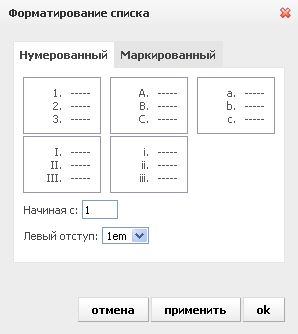 Форматирование списка
Нумерованный Маркированный
1. ----- A. ----- a. -----
2. ----- B. ----- b. -----
3. ----- C. ----- c. -----
I. ----- i. -----
II. ----- ii. -----
III. ----- iii. -----
Начиная с: 1
Левый отступ: 1em
отмена применить ok